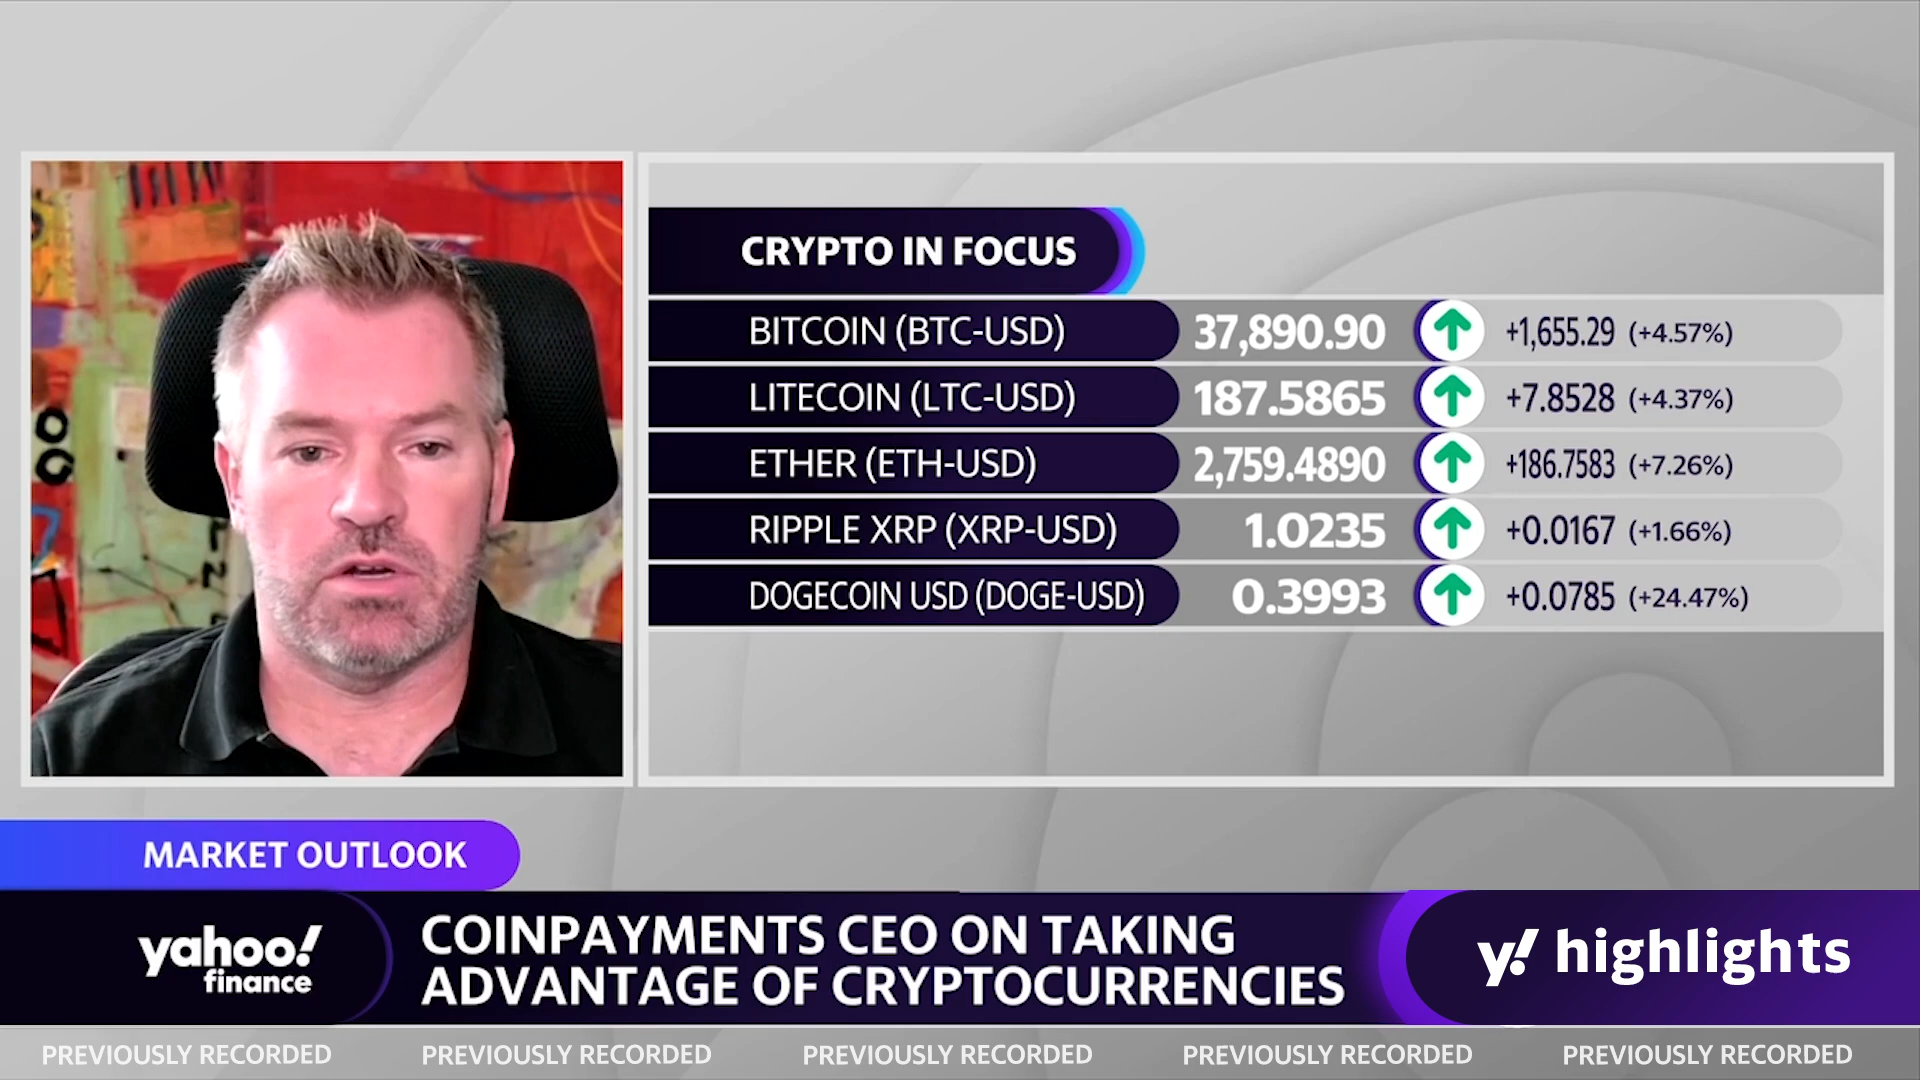 CRYPTO IN FOCUS
BITCOIN (BTC-USD) 37,890.90 +1,655.29 (+4.57%)
LITECOIN (LTC-USD) 187.5865 +7.8528 (+4.37%)
ETHER (ETH-USD) 2,759.4890 +186.7583 (+7.26%)
RIPPLE XRP (XRP-USD) 1.0235 +0.0167 (+1.66%)
DOGECOIN USD (DOGE-USD) 0.3993 +0.0785 (+24.47%)
MARKET OUTLOOK
yahoo!
finance
COINPAYMENTS CEO ON TAKING
ADVANTAGE OF CRYPTOCURRENCIES
y! highlights
PREVIOUSLY RECORDED PREVIOUSLY RECORDED PREVIOUSLY RECORDED PREVIOUSLY RECORDED PREVIOUSLY RECORDED